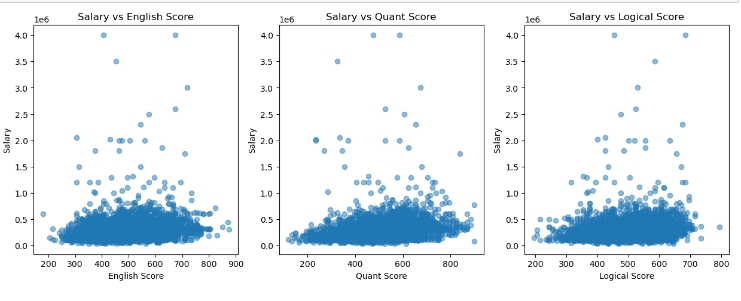 Salary vs English Score
1e6
4.0
3.5
3.0
2.5
2.0
1.5
1.0
0.5
0.0
Salary
200 300 400 500 600 700 800 900
English Score
Salary vs Quant Score
1e6
4.0
3.5
3.0
2.5
2.0
1.5
1.0
0.5
0.0
Salary
200 400 600 800
Quant Score
Salary vs Logical Score
1e6
4.0
3.5
3.0
2.5
2.0
1.5
1.0
0.5
0.0
Salary
200 300 400 500 600 700 800
Logical Score